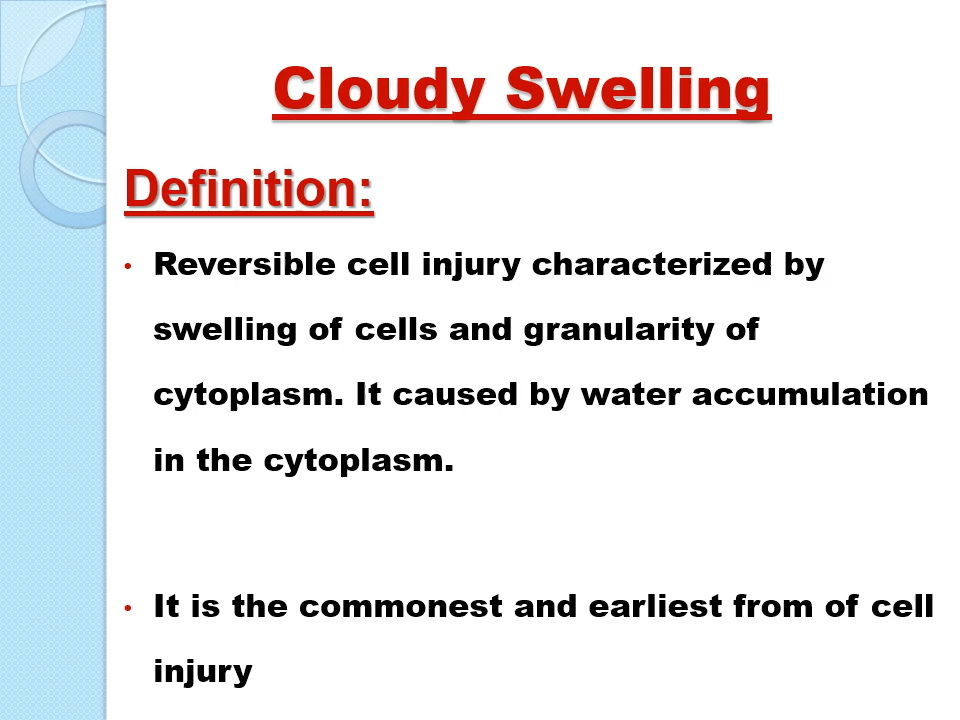 Cloudy Swelling
Definition:
• Reversible cell injury characterized by
swelling of cells and granularity of
cytoplasm. It caused by water accumulation
in the cytoplasm.
• It is the commonest and earliest from of cell
injury